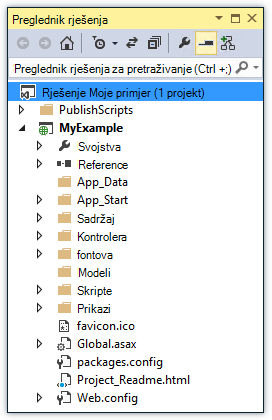 Preglednik rješenja
Preglednik rješenja za pretraživanje (Ctrl +;)
Rješenje Moje primjer (1 projekt)
PublishScripts
MyExample
Svojstva
Reference
App_Data
App_Start
Sadržaj
Kontrolera
fontova
Modeli
Skripte
Prikazi
favicon.ico
Global.asax
packages.config
Project_Readme.html
Web.config